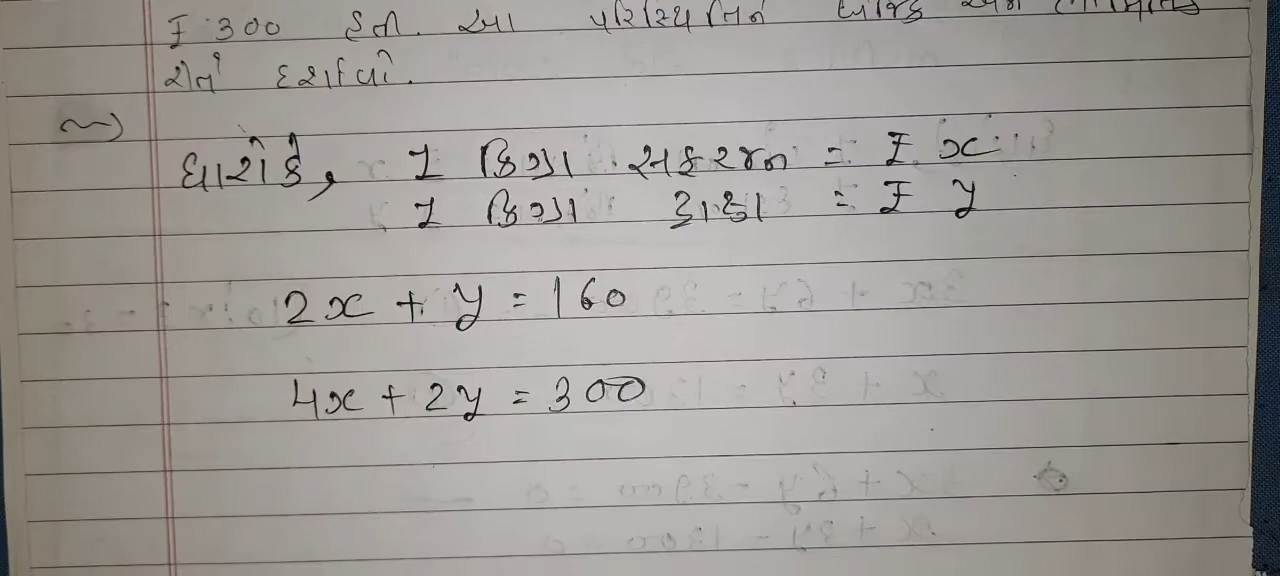 ₹ 300 હતી. આ પરિસ્થિતિને
રીતે દર્શાવો.
ધારોકે, 1 કિગ્રા સફરજન = ₹ x
1 કિગ્રા દ્રાક્ષ = ₹ y
2x + y = 160
4x + 2y = 300